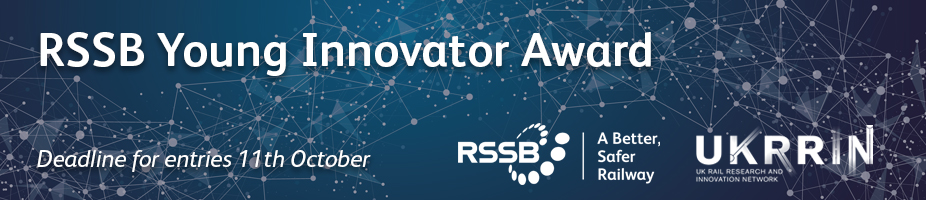 RSSB Young Innovator Award
Deadline for entries 11th October
RSSB
A Better,
Safer
Railway
UKRRIN
UK RAIL RESEARCH AND
INNOVATION NETWORK